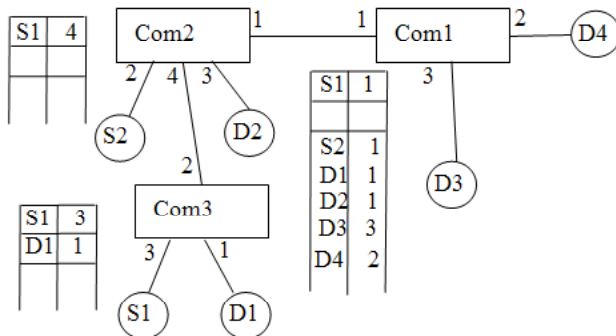 S1 4
Com2
1
1
Com1
2
D4
2 4 3
3
S2
D2
S1 1
S2 1
D1 1
D2 1
D3 3
D4 2
D3
2
Com3
S1 3
D1 1
3 1
S1
D1